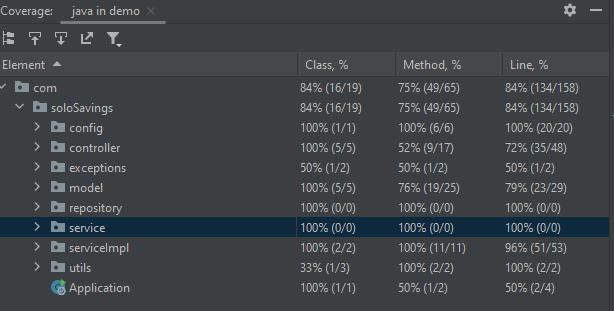 Coverage: java in demo
Element Class, % Method, % Line, %
com 84% (16/19) 75% (49/65) 84% (134/158)
soloSavings 84% (16/19) 75% (49/65) 84% (134/158)
config 100% (1/1) 100% (6/6) 100% (20/20)
controller 100% (5/5) 52% (9/17) 72% (35/48)
exceptions 50% (1/2) 50% (1/2) 50% (1/2)
model 100% (5/5) 76% (19/25) 79% (23/29)
repository 100% (0/0) 100% (0/0) 100% (0/0)
service 100% (0/0) 100% (0/0) 100% (0/0)
serviceImpl 100% (2/2) 100% (11/11) 96% (51/53)
utils 33% (1/3) 100% (2/2) 100% (2/2)
Application 100% (1/1) 50% (1/2) 50% (2/4)